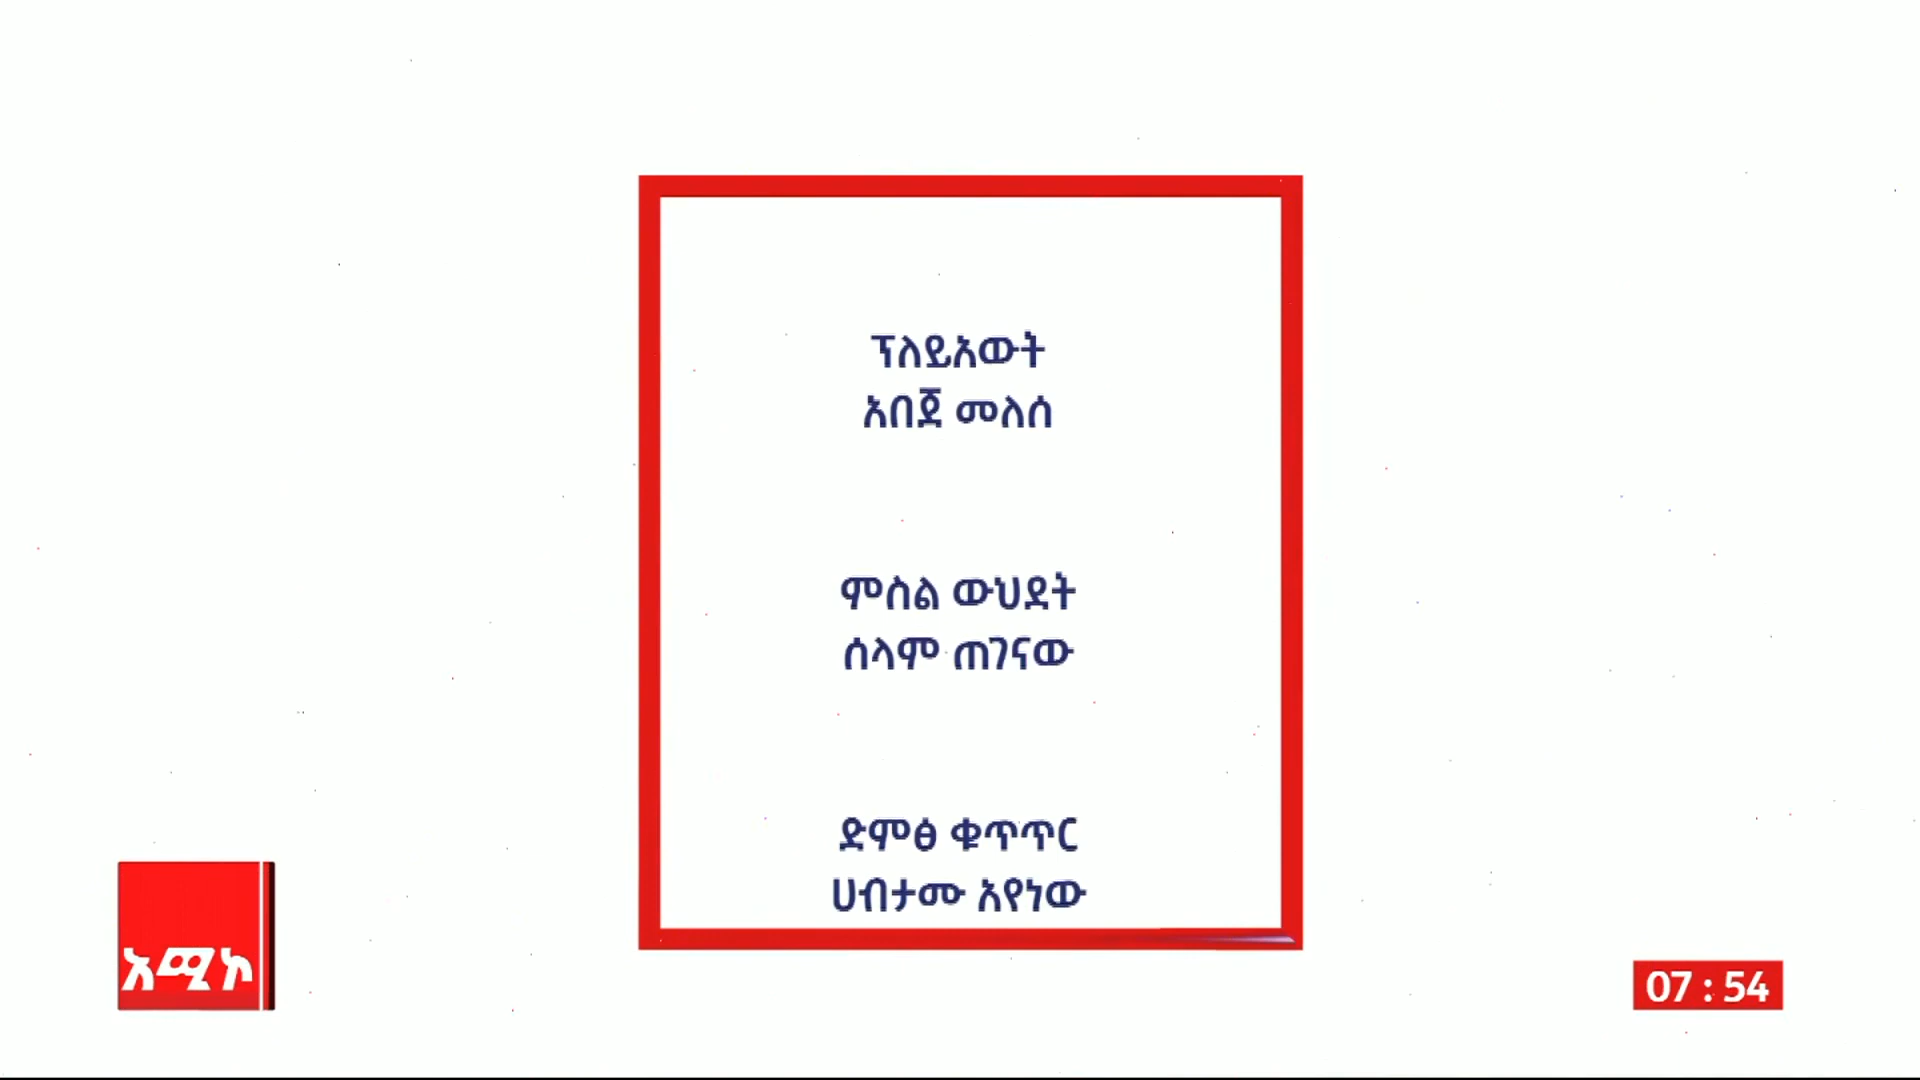 ፕለይአውት
አበጀ መለሰ
ምስል ውህደት
ሰላም ጠገናው
ድምፅ ቁጥጥር
ሀብታሙ አየነው
አሚኮ
07 : 54